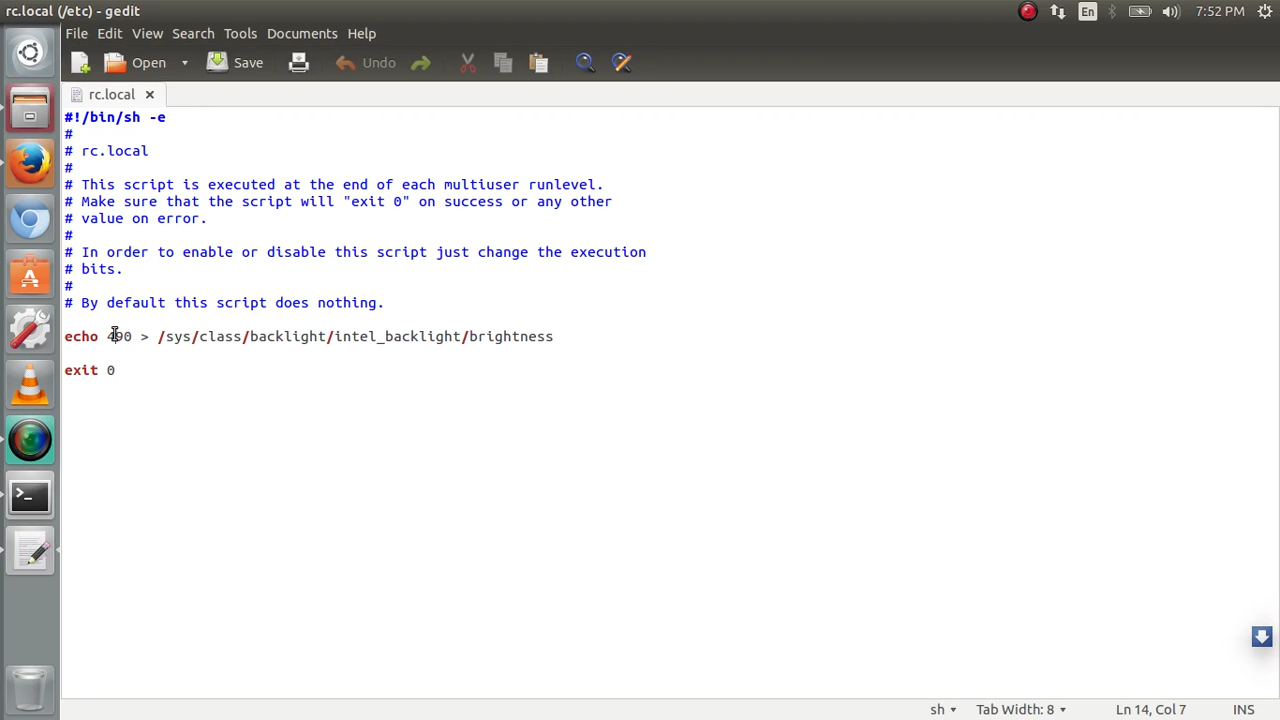 rc.local (/etc) - gedit
En
7:52 PM
File Edit View Search Tools Documents Help
Open Save Undo
rc.local
#!/bin/sh -e
#
# rc.local
#
# This script is executed at the end of each multiuser runlevel.
# Make sure that the script will "exit 0" on success or any other
# value on error.
#
# In order to enable or disable this script just change the execution
# bits.
#
# By default this script does nothing.
echo 490 > /sys/class/backlight/intel_backlight/brightness
exit 0
sh Tab Width: 8 Ln 14, Col 7 INS